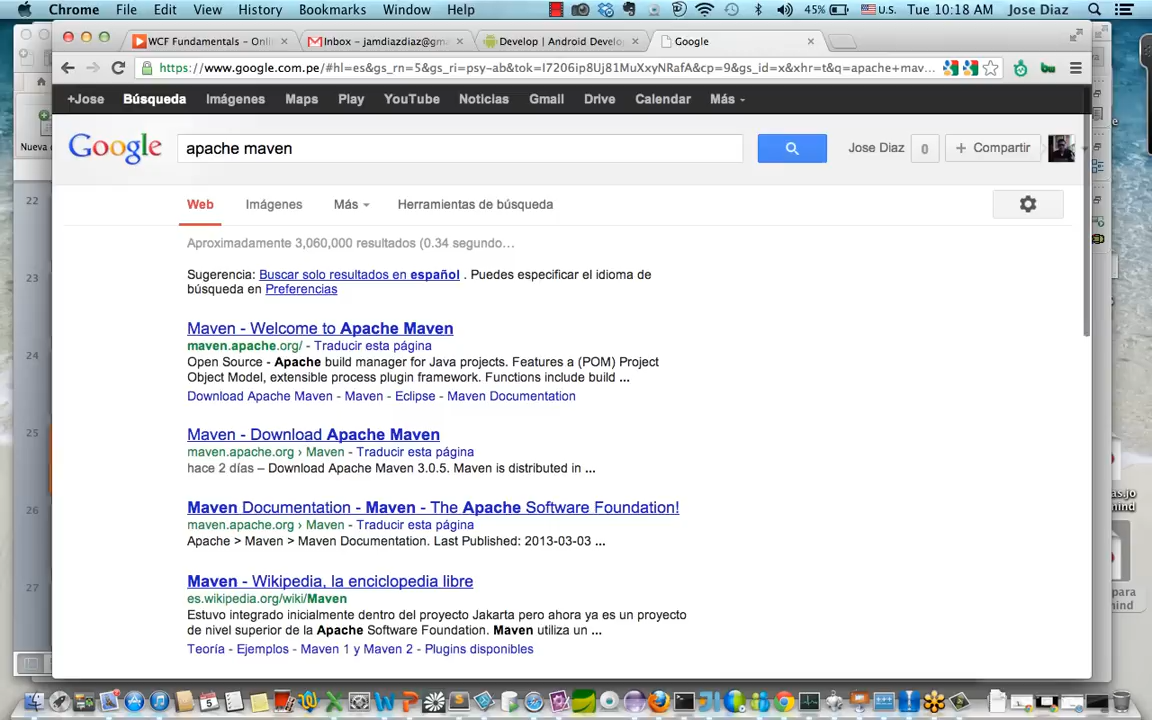 Chrome File Edit View History Bookmarks Window Help 45% U.S. Tue 10:18 AM Jose Diaz
WCF Fundamentals - Onli Inbox - jamdiazdiaz@gma Develop | Android Develo Google
https://www.google.com.pe/#hl=es&gs_rn=5&gs_ri=psy-ab&tok=I7206ip8Uj81MuXxyNRafA&cp=9&gs_id=x&xhr=t&q=apache+mav...
+Jose Búsqueda Imágenes Maps Play YouTube Noticias Gmail Drive Calendar Más
Google apache maven Jose Diaz 0 + Compartir
Nueva
Web Imágenes Más Herramientas de búsqueda
22
Aproximadamente 3,060,000 resultados (0.34 segundo…
23
Sugerencia: Buscar solo resultados en español . Puedes especificar el idioma de
búsqueda en Preferencias
Maven - Welcome to Apache Maven
maven.apache.org/ - Traducir esta página
24
Open Source - Apache build manager for Java projects. Features a (POM) Project
Object Model, extensible process plugin framework. Functions include build ...
Download Apache Maven - Maven - Eclipse - Maven Documentation
25
Maven - Download Apache Maven
maven.apache.org › Maven - Traducir esta página
hace 2 días – Download Apache Maven 3.0.5. Maven is distributed in ...
26
Maven Documentation - Maven - The Apache Software Foundation!
maven.apache.org › Maven - Traducir esta página
Apache > Maven > Maven Documentation. Last Published: 2013-03-03 ...
27
Maven - Wikipedia, la enciclopedia libre
es.wikipedia.org/wiki/Maven
Estuvo integrado inicialmente dentro del proyecto Jakarta pero ahora ya es un proyecto
de nivel superior de la Apache Software Foundation. Maven utiliza un ...
Teoría - Ejemplos - Maven 1 y Maven 2 - Plugins disponibles
as.jo
mind
para
mind